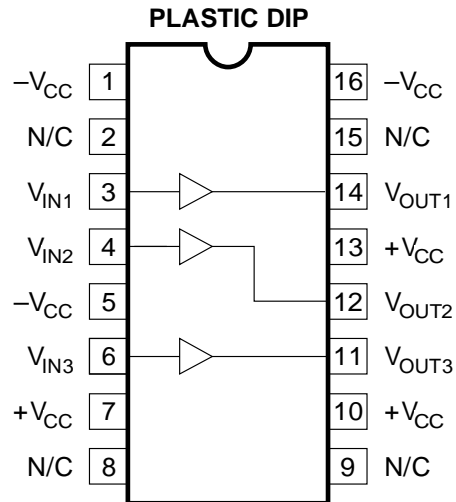 PLASTIC DIP
–VCC 1 16 –VCC
N/C 2 15 N/C
VIN1 3 14 VOUT1
VIN2 4 13 +VCC
–VCC 5 12 VOUT2
VIN3 6 11 VOUT3
+VCC 7 10 +VCC
N/C 8 9 N/C